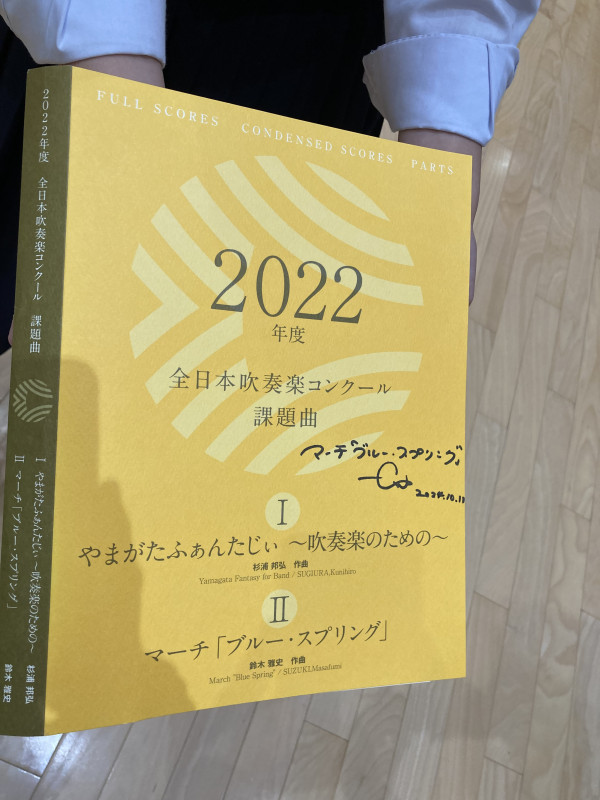 FULL SCORES CONDENSED SCORES PARTS
2022
年度
全日本吹奏楽コンクール
課題曲
マーチ「ブルー・スプリング」
I
やまがたふぁんたじぃ ～吹奏楽のための～
杉浦 邦弘 作曲
Yamagata Fantasy for Band / SUGIURA,Kunihiro
II
マーチ「ブルー・スプリング」
鈴木 雅史 作曲
March "Blue Spring" / SUZUKI,Masafumi
2022年度 全日本吹奏楽コンクール 課題曲
I やまがたふぁんたじぃ ～吹奏楽のための～ 杉浦 邦弘
II マーチ「ブルー・スプリング」 鈴木 雅史